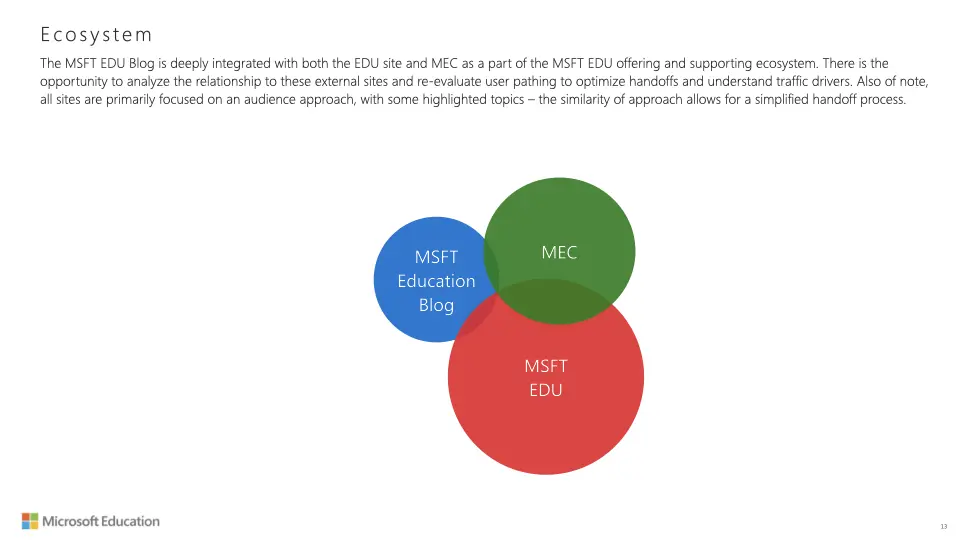 Ecosystem
The MSFT EDU Blog is deeply integrated with both the EDU site and MEC as a part of the MSFT EDU offering and supporting ecosystem. There is the
opportunity to analyze the relationship to these external sites and re-evaluate user pathing to optimize handoffs and understand traffic drivers. Also of note,
all sites are primarily focused on an audience approach, with some highlighted topics – the similarity of approach allows for a simplified handoff process.
MSFT
Education
Blog
MEC
MSFT
EDU
Microsoft Education
13